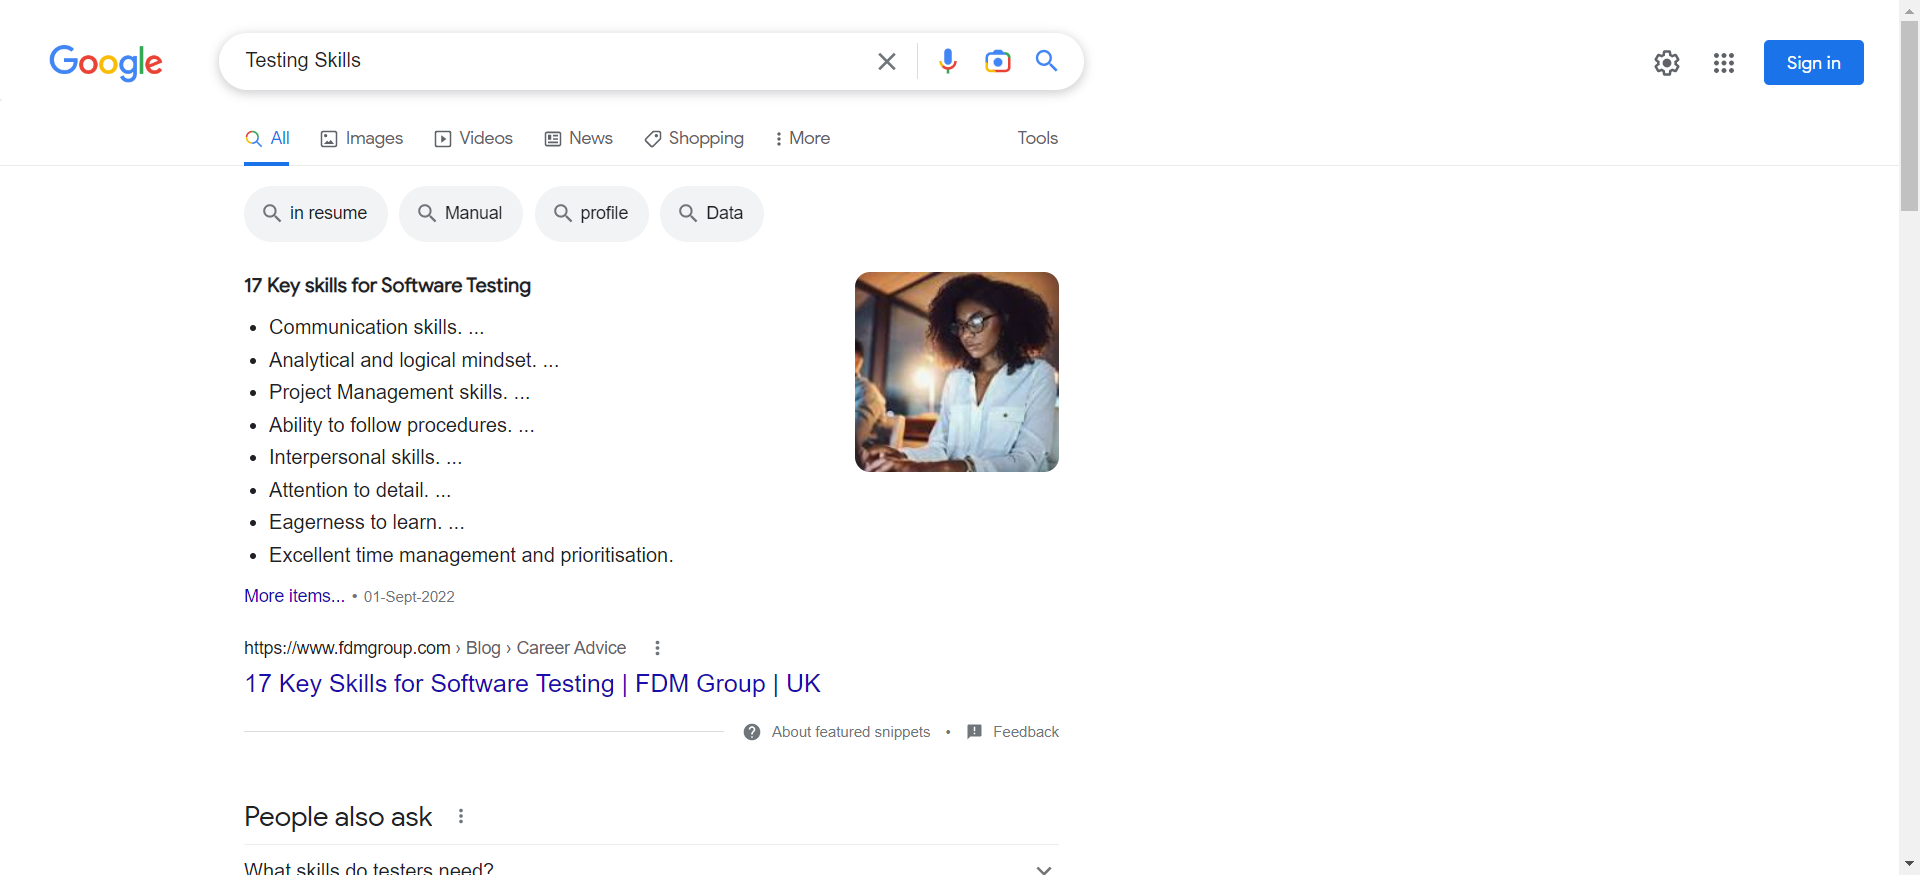 Google
Testing Skills
Sign in
All Images Videos News Shopping More Tools
in resume Manual profile Data
17 Key skills for Software Testing
Communication skills. ...
Analytical and logical mindset. ...
Project Management skills. ...
Ability to follow procedures. ...
Interpersonal skills. ...
Attention to detail. ...
Eagerness to learn. ...
Excellent time management and prioritisation.
More items... • 01-Sept-2022
https://www.fdmgroup.com › Blog › Career Advice
17 Key Skills for Software Testing | FDM Group | UK
About featured snippets • Feedback
People also ask
What skills do testers need?